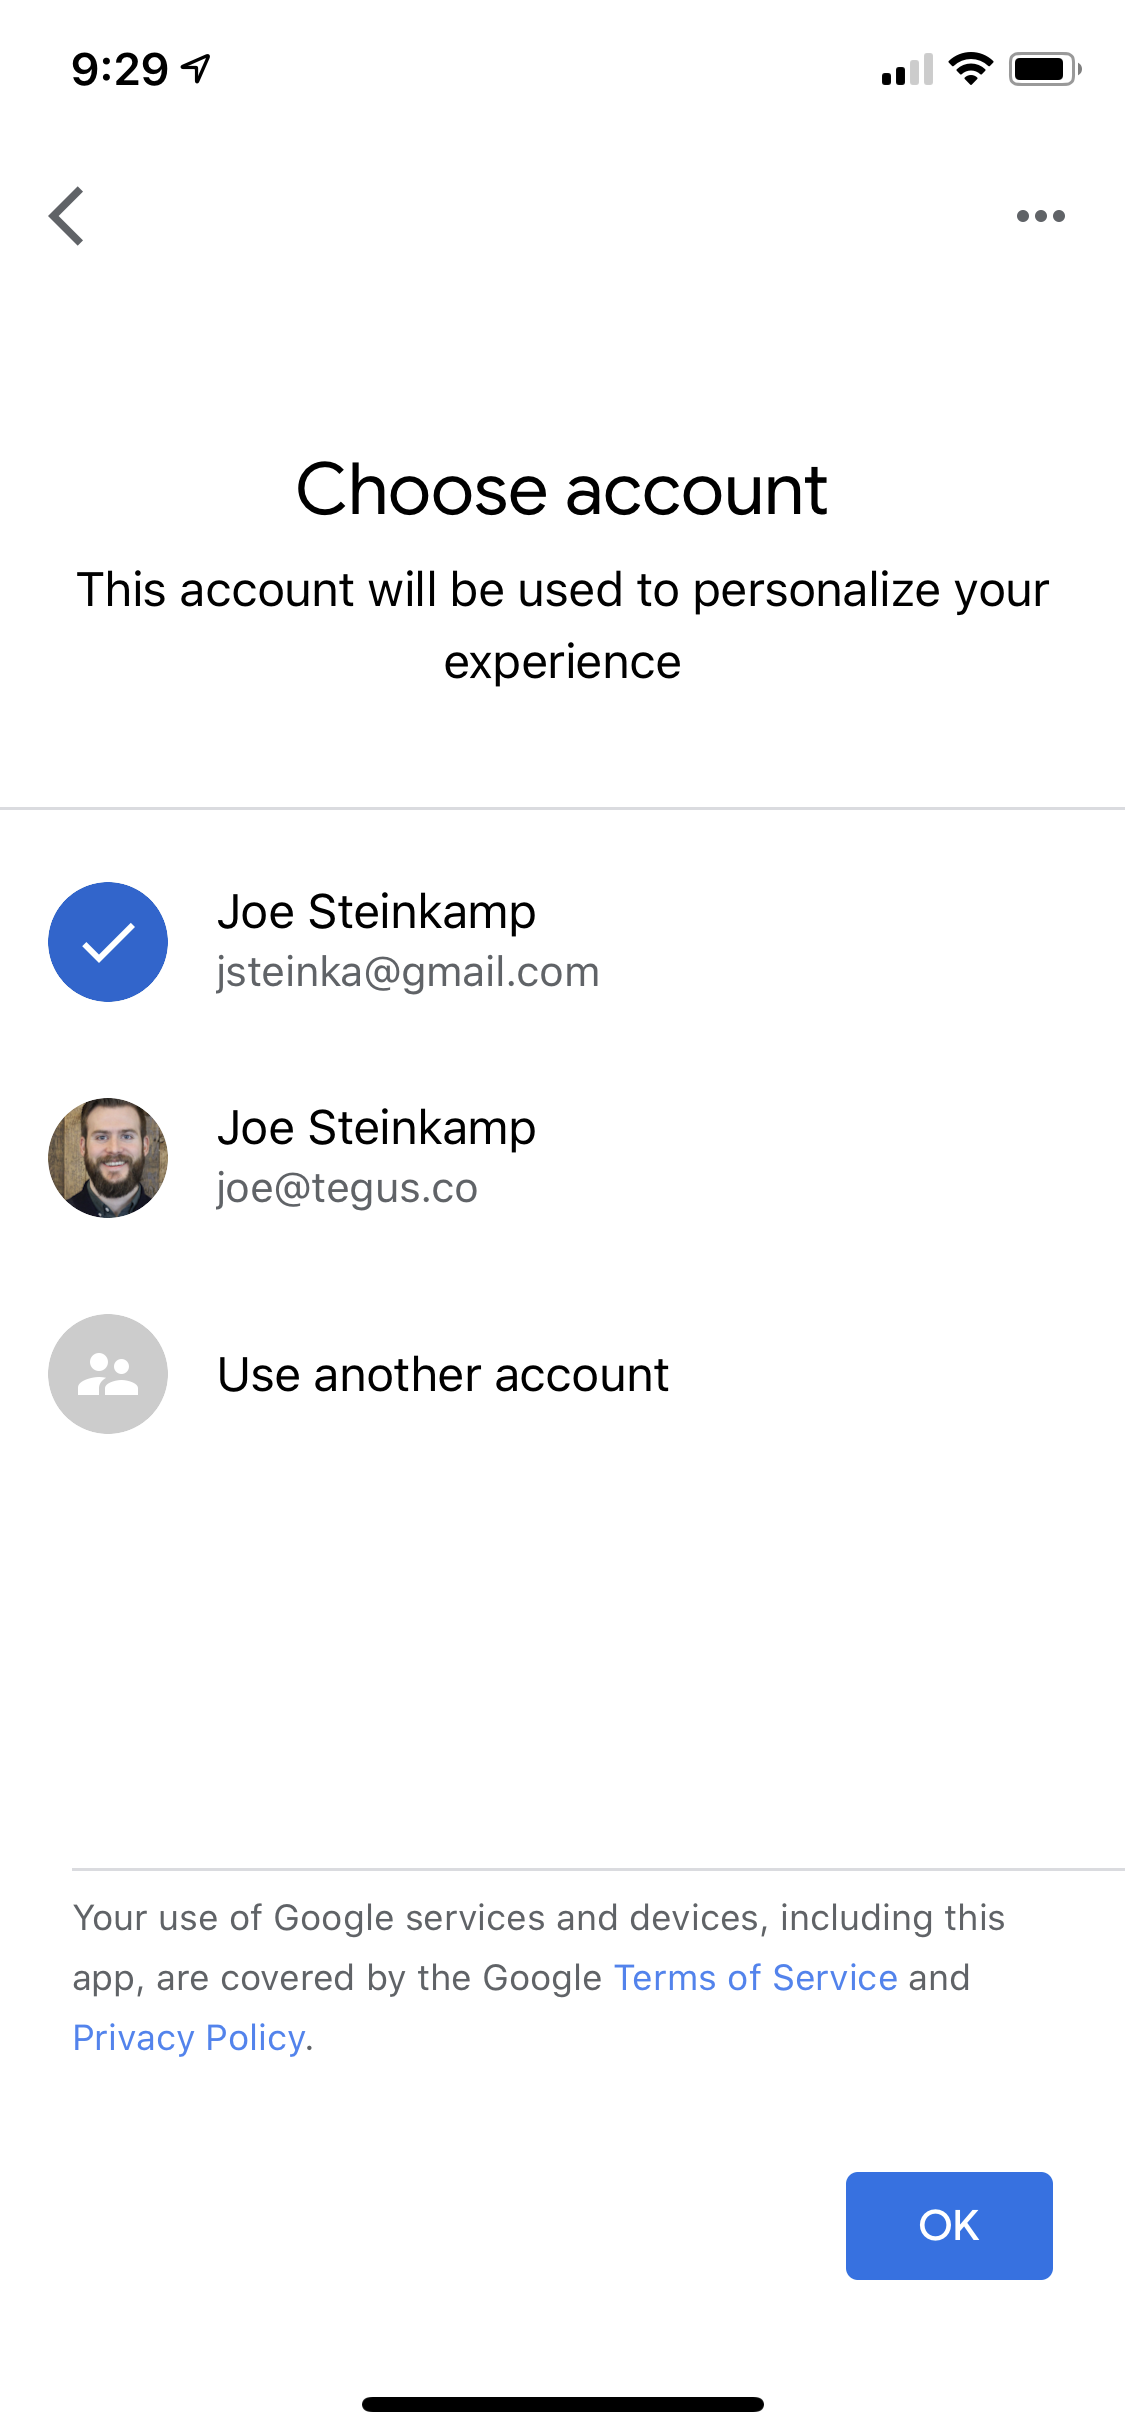 9:29
Choose account
This account will be used to personalize your
experience
Joe Steinkamp
jsteinka@gmail.com
Joe Steinkamp
joe@tegus.co
Use another account
Your use of Google services and devices, including this
app, are covered by the Google Terms of Service and
Privacy Policy.
OK